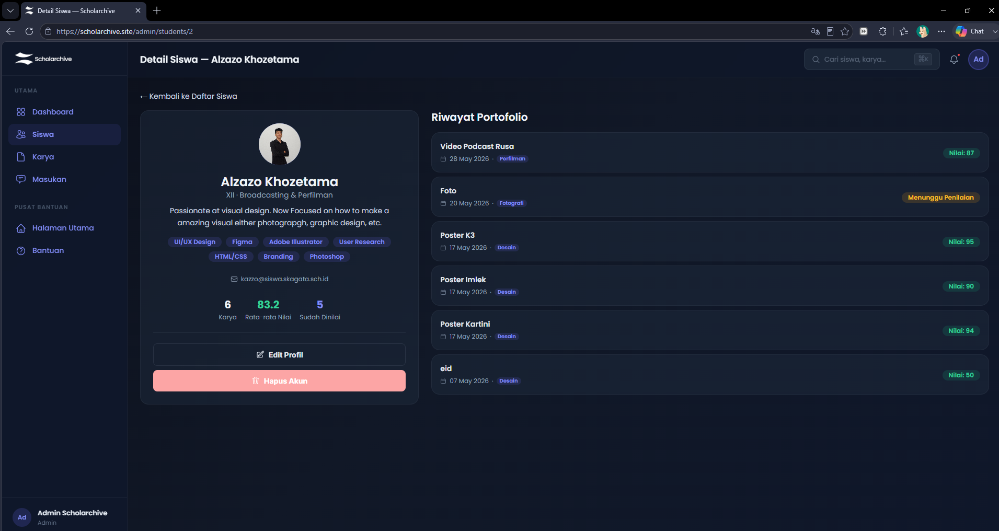 Detail Siswa — Scholarchive
https://scholarchive.site/admin/students/2
Chat
Scholarchive
Detail Siswa — Alzazo Khozetama
Cari siswa, karya...
⌘K
Ad
UTAMA
Dashboard
Siswa
Karya
Masukan
PUSAT BANTUAN
Halaman Utama
Bantuan
Ad
Admin Scholarchive
Admin
← Kembali ke Daftar Siswa
Alzazo Khozetama
XII · Broadcasting & Perfilman
Passionate at visual design. Now Focused on how to make a
amazing visual either photograpgh, graphic design, etc.
UI/UX Design Figma Adobe Illustrator User Research
HTML/CSS Branding Photoshop
kazzo@siswa.skagata.sch.id
6 83.2 5
Karya Rata-rata Nilai Sudah Dinilai
Edit Profil
Hapus Akun
Riwayat Portofolio
Video Podcast Rusa
28 May 2026 · Perfilman
Nilai: 87
Foto
20 May 2026 · Fotografi
Menunggu Penilaian
Poster K3
17 May 2026 · Desain
Nilai: 95
Poster Imlek
17 May 2026 · Desain
Nilai: 90
Poster Kartini
17 May 2026 · Desain
Nilai: 94
eid
07 May 2026 · Desain
Nilai: 50